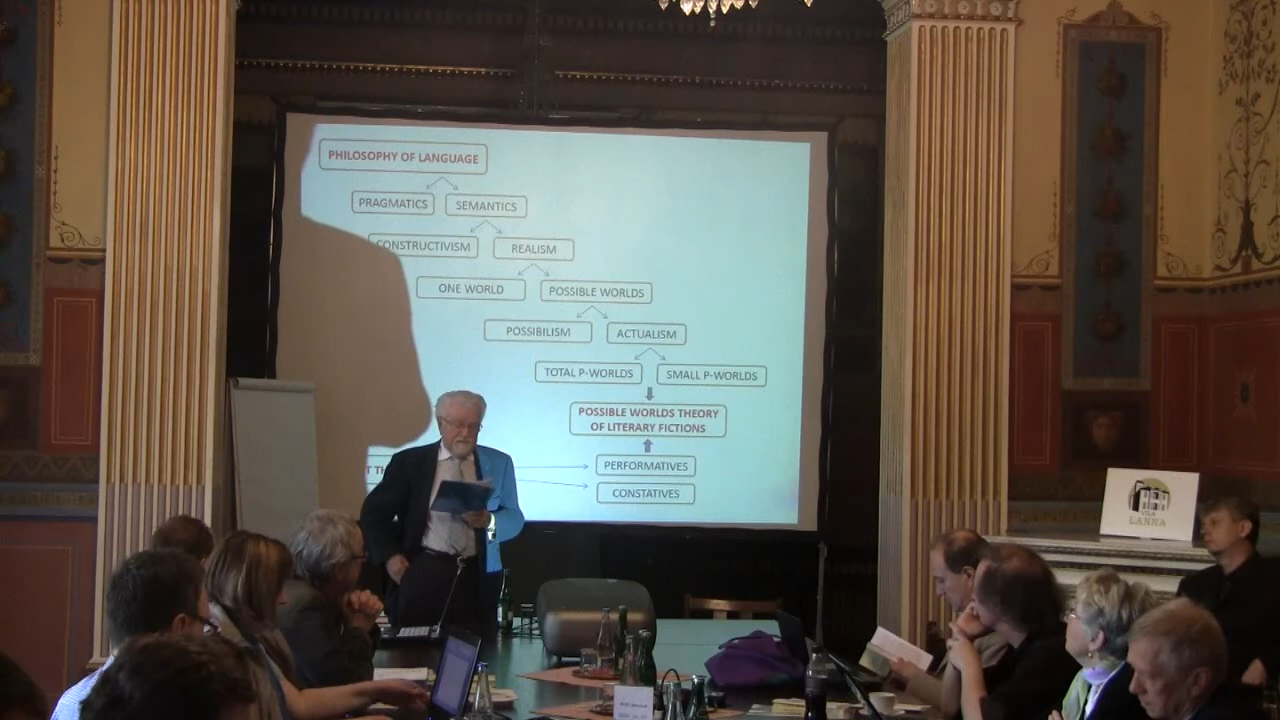 PHILOSOPHY OF LANGUAGE
PRAGMATICS
SEMANTICS
CONSTRUCTIVISM
REALISM
ONE WORLD
POSSIBLE WORLDS
POSSIBILISM
ACTUALISM
TOTAL P-WORLDS
SMALL P-WORLDS
POSSIBLE WORLDS THEORY
OF LITERARY FICTIONS
PERFORMATIVES
CONSTATIVES
VILA
LANNA